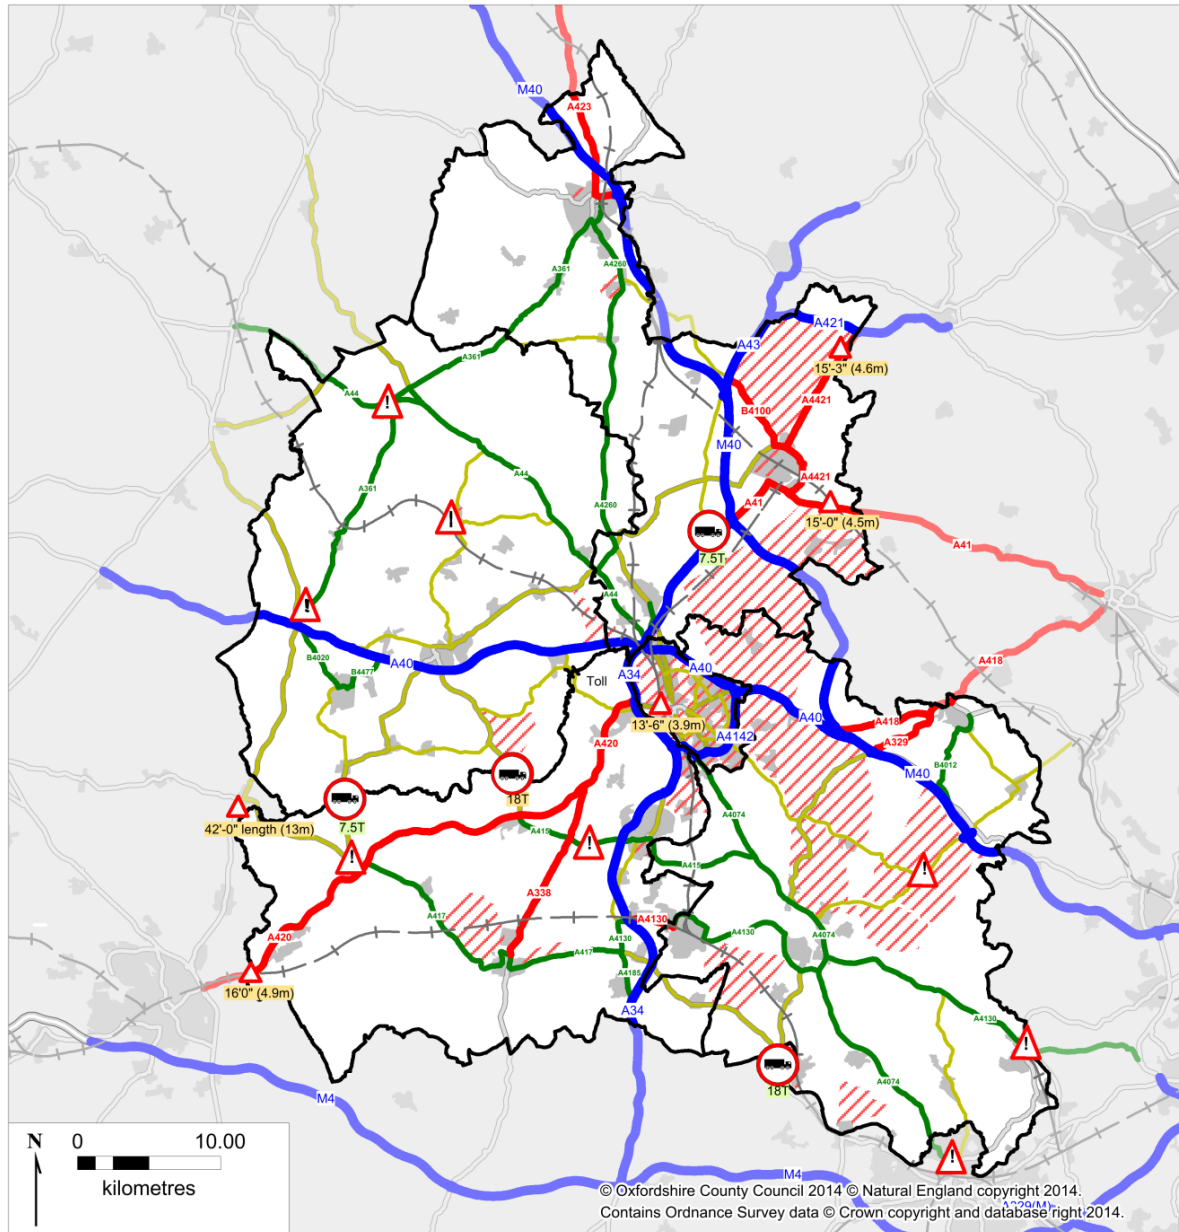 M40
A423
A361
A4260
A421
A43
15'-3" (4.6m)
A361
A44
B4100
A4421
M40
A361
A44
A4421
A4260
A41
15'-0" (4.5m)
7.5T
A41
A44
B4020
B4477
A40
A34
Toll
A40
A418
13'-6" (3.9m)
A40
A418
A420
A4142
A329
B4012
M40
18T
42'-0" length (13m)
7.5T
A4074
A415
A415
A338
A417
A4130
A420
A4130
A4130
A4074
A417
A4185
16'0" (4.9m)
A34
A4130
18T
A4074
M4
M4
N
0 10.00
kilometres
© Oxfordshire County Council 2014 © Natural England copyright 2014.
A329(M)
Contains Ordnance Survey data © Crown copyright and database right 2014.